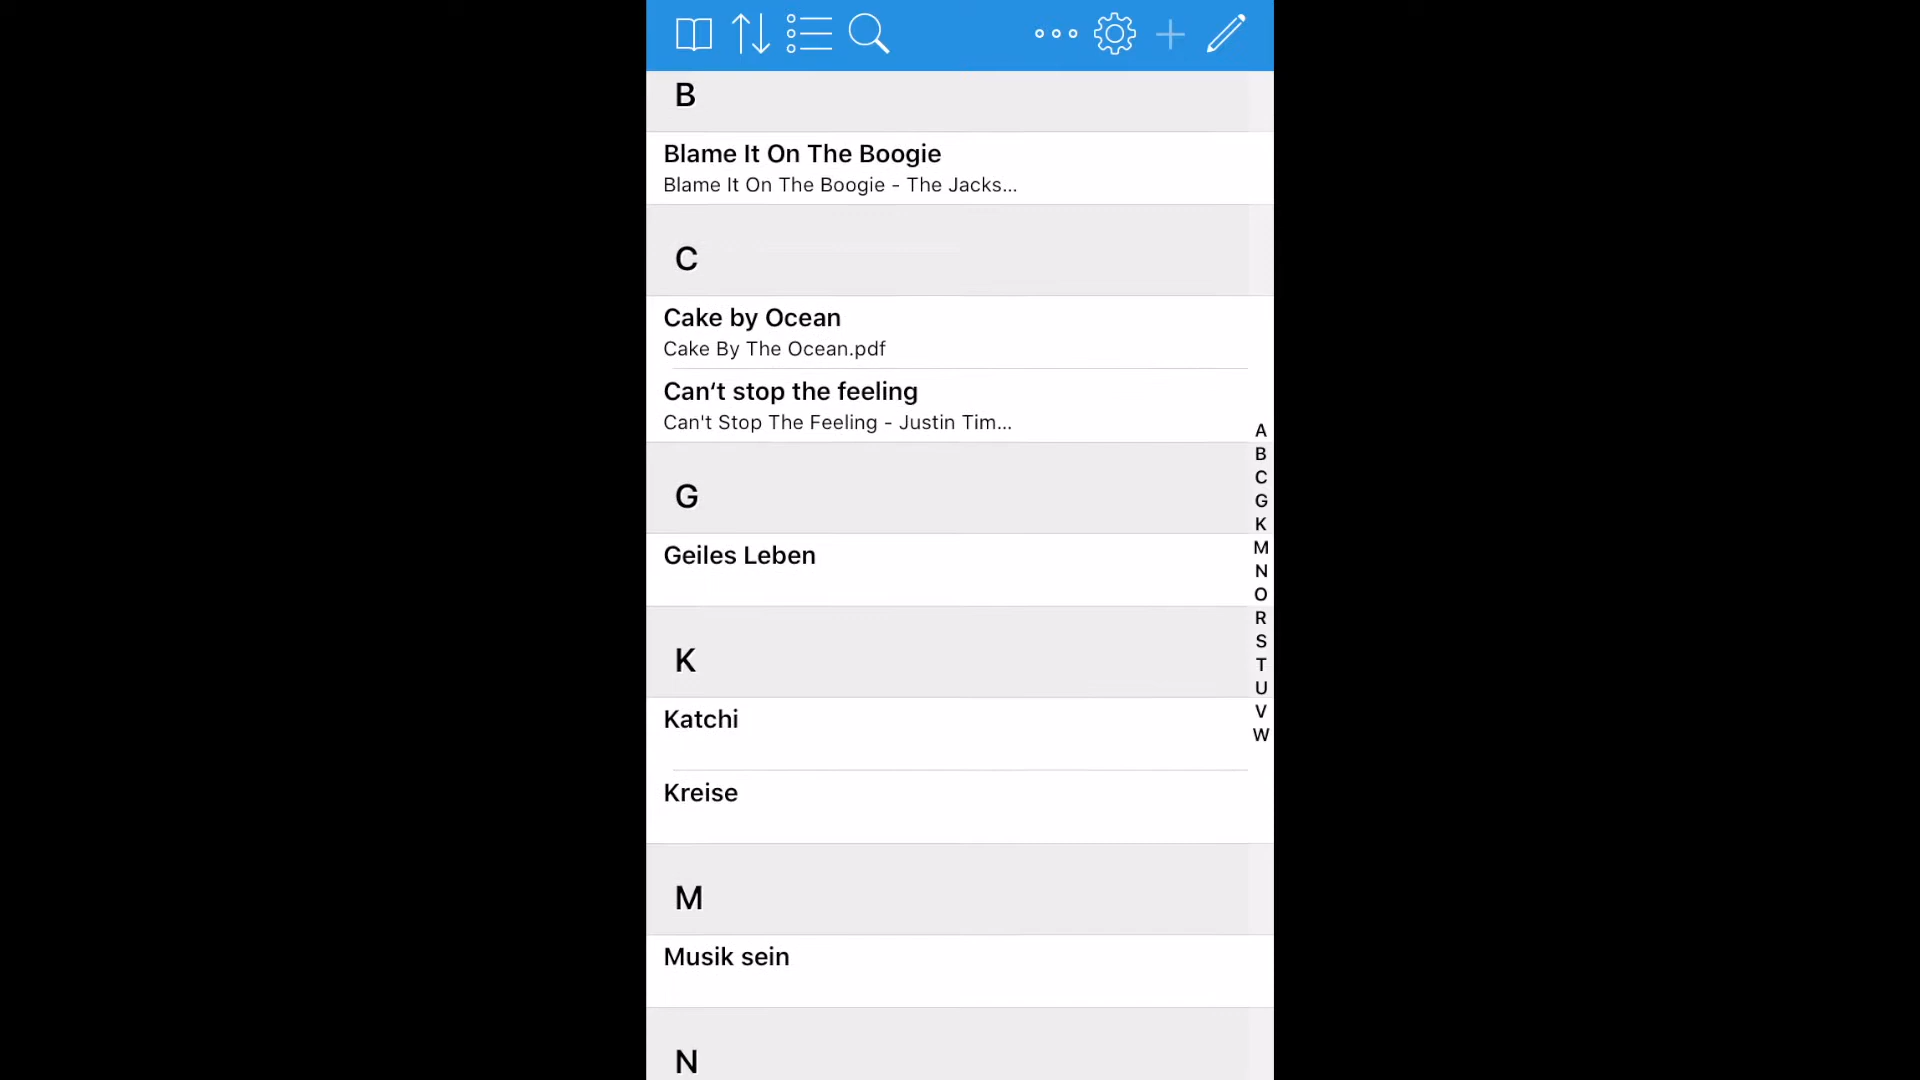 B
Blame It On The Boogie
Blame It On The Boogie - The Jacks...
C
Cake by Ocean
Cake By The Ocean.pdf
Can‘t stop the feeling
Can't Stop The Feeling - Justin Tim...
G
Geiles Leben
K
Katchi
Kreise
M
Musik sein
N
A
B
C
G
K
M
N
O
R
S
T
U
V
W